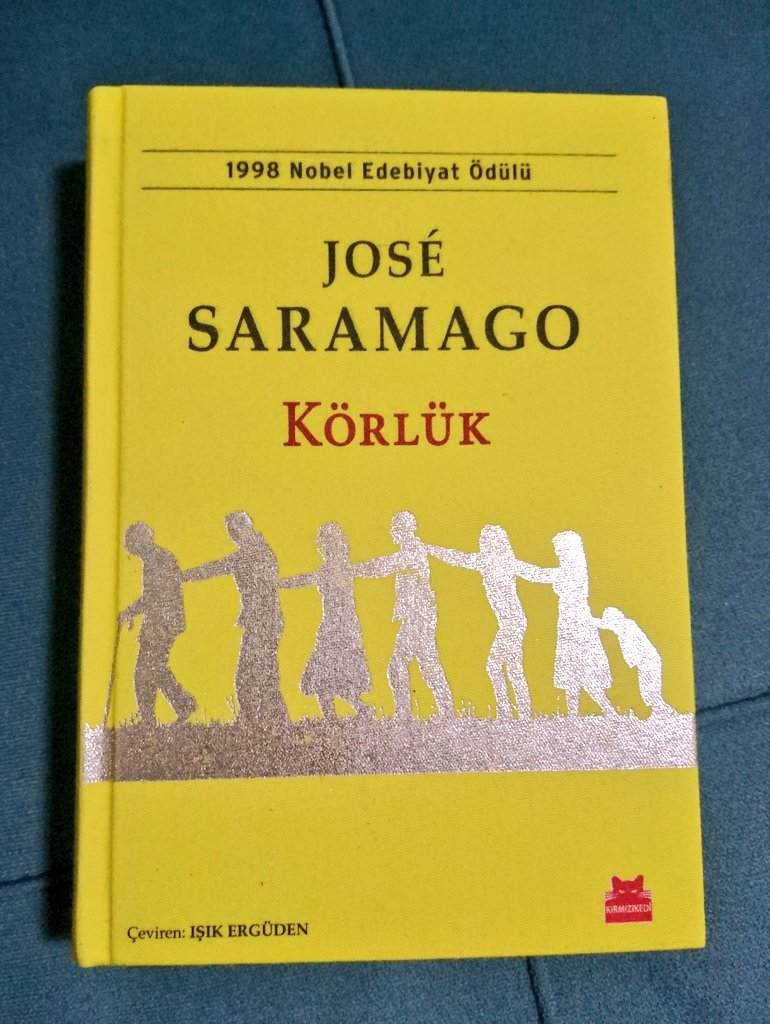 1998 Nobel Edebiyat Ödülü
JOSÉ
SARAMAGO
KÖRLÜK
KIRMIZIKEDİ
Çeviren: IŞIK ERGÜDEN